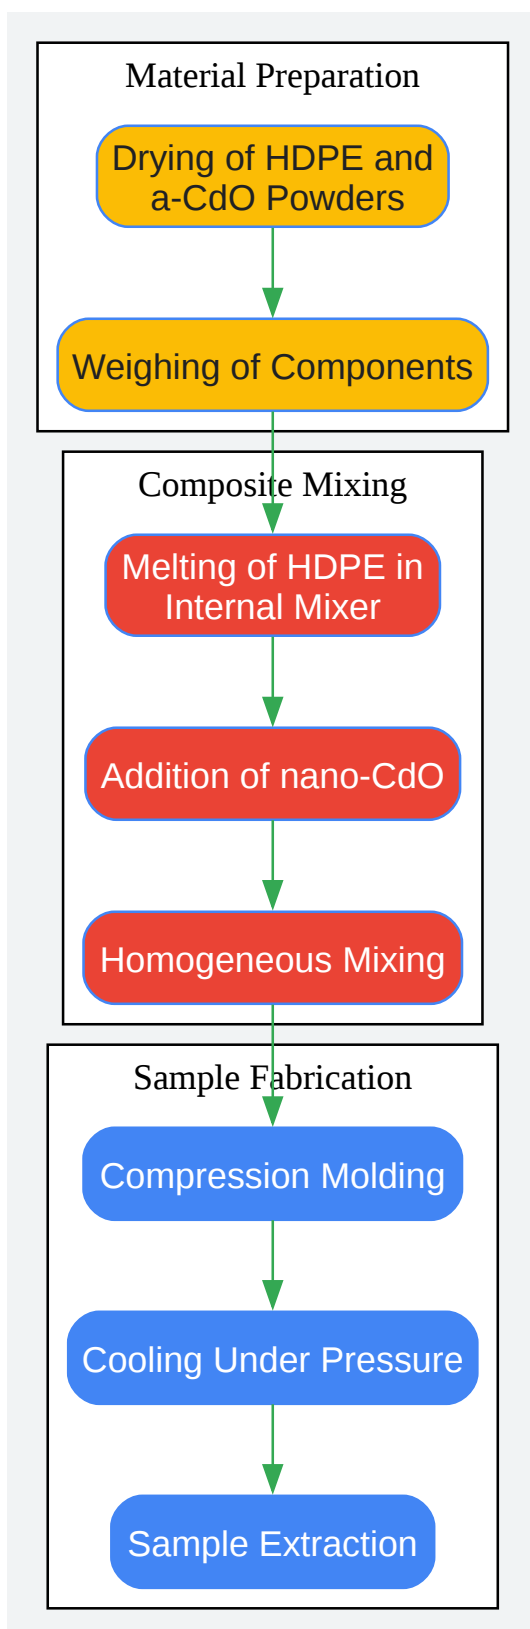 Material Preparation
Drying of HDPE and
a-CdO Powders
Weighing of Components
Composite Mixing
Melting of HDPE in
Internal Mixer
Addition of nano-CdO
Homogeneous Mixing
Sample Fabrication
Compression Molding
Cooling Under Pressure
Sample Extraction